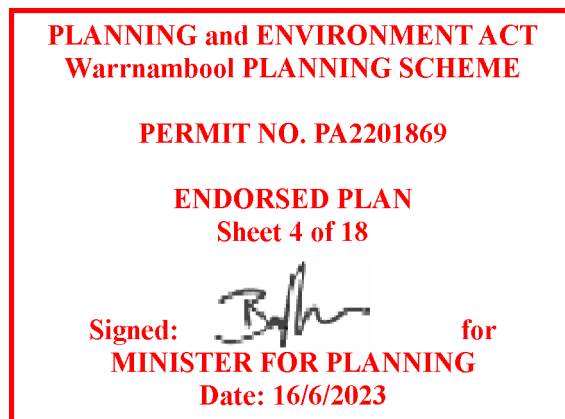 PLANNING and ENVIRONMENT ACT
Warrnambool PLANNING SCHEME
PERMIT NO. PA2201869
ENDORSED PLAN
Sheet 4 of 18
Signed: for
MINISTER FOR PLANNING
Date: 16/6/2023